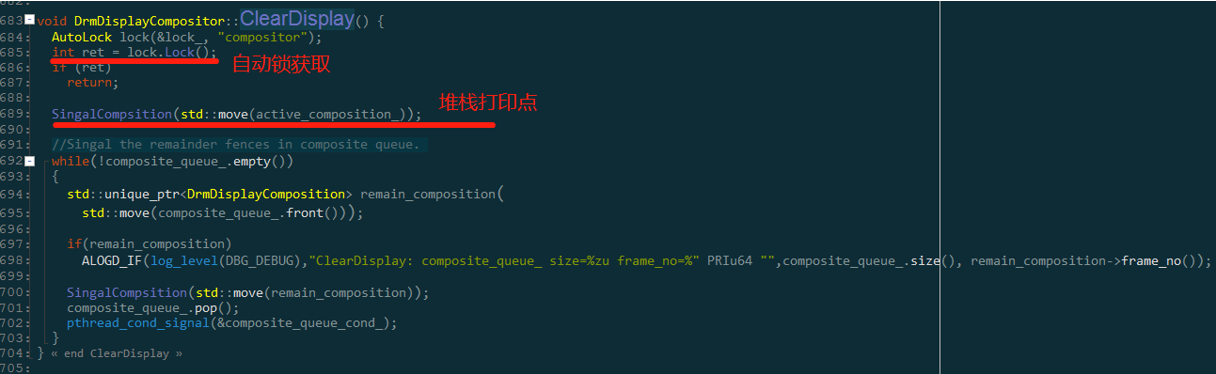 683: void DrmDisplayCompositor::ClearDisplay() {
684: AutoLock lock(&lock_, "compositor");
685: int ret = lock.Lock(); 自动锁获取
686: if (ret)
687: return;
688:
689: SingalCompsition(std::move(active_composition_)); 堆栈打印点
690:
691: //Singal the remainder fences in composite queue.
692: while(!composite_queue_.empty())
693: {
694: std::unique_ptr<DrmDisplayComposition> remain_composition(
695: std::move(composite_queue_.front()));
696:
697: if(remain_composition)
698: ALOGD_IF(log_level(DBG_DEBUG),"ClearDisplay: composite_queue_ size=%zu frame_no=%" PRIu64 "",composite_queue_.size(), remain_composition->frame_no());
699:
700: SingalCompsition(std::move(remain_composition));
701: composite_queue_.pop();
702: pthread_cond_signal(&composite_queue_cond_);
703: }
704: } « end ClearDisplay »
705: